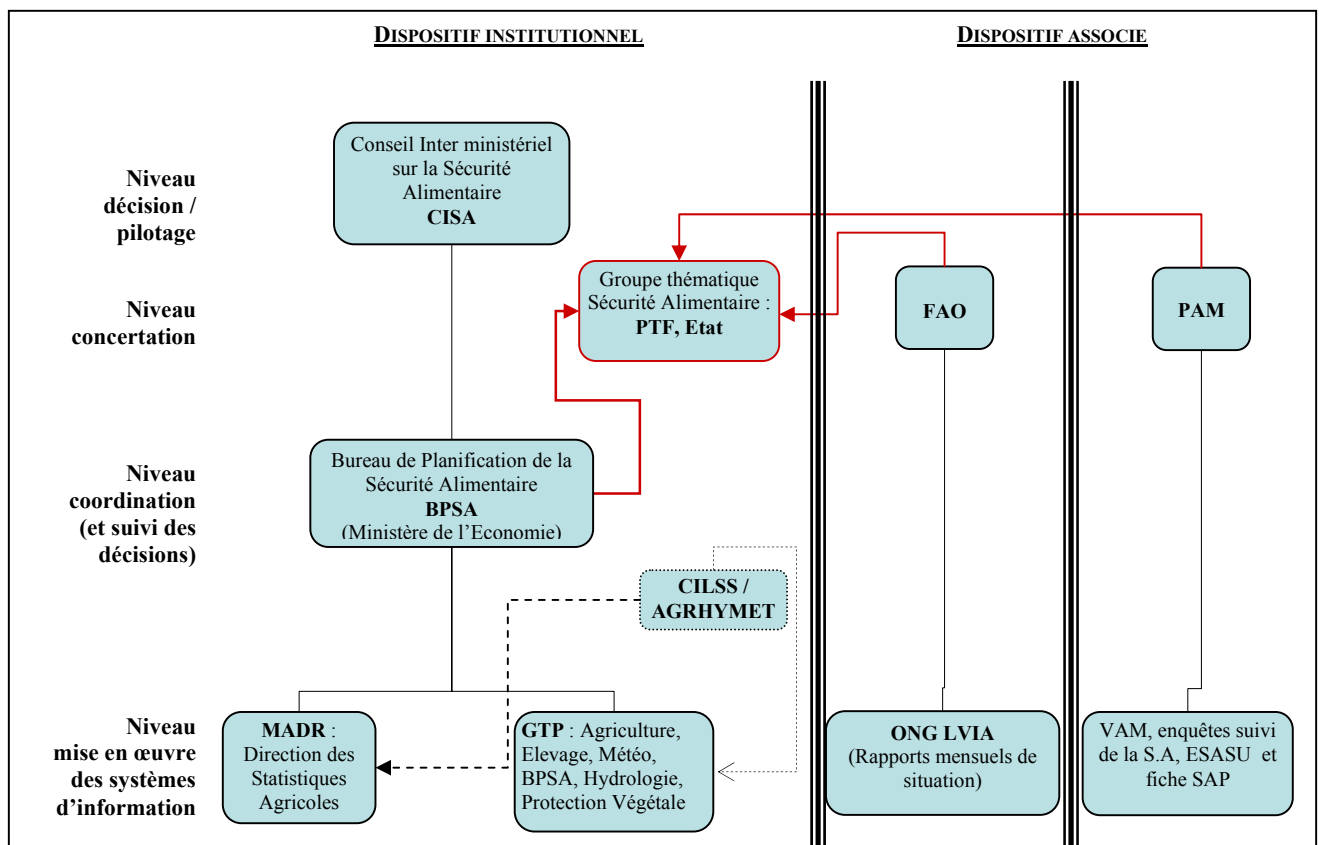 DISPOSITIF INSTITUTIONNEL
DISPOSITIF ASSOCIE
Niveau
décision /
pilotage
Conseil Inter ministériel
sur la Sécurité
Alimentaire
CISA
Niveau
concertation
Groupe thématique
Sécurité Alimentaire :
PTF, Etat
FAO
PAM
Niveau
coordination
(et suivi des
décisions)
Bureau de Planification de la
Sécurité Alimentaire
BPSA
(Ministère de l'Economie)
CILSS /
AGRHYMET
Niveau
mise en œuvre
des systèmes
d'information
MADR :
Direction des
Statistiques
Agricoles
GTP : Agriculture,
Elevage, Météo,
BPSA, Hydrologie,
Protection Végétale
ONG LVIA
(Rapports mensuels de
situation)
VAM, enquêtes suivi
de la S.A, ESASU et
fiche SAP